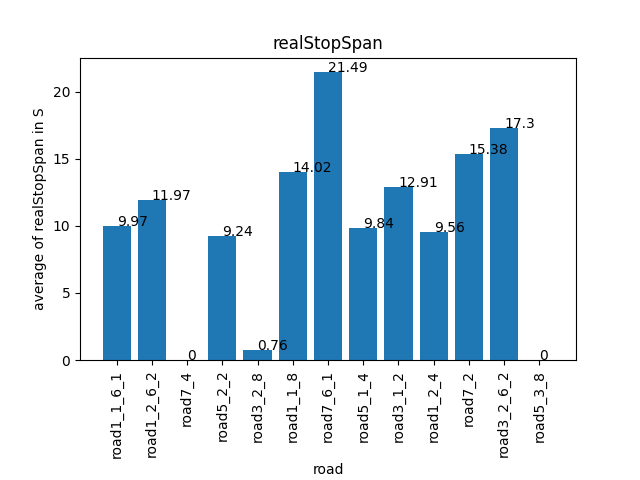 realStopSpan
average of realStopSpan in S
20
15
10
5
0
9.97
11.97
0
9.24
0.76
14.02
21.49
9.84
12.91
9.56
15.38
17.3
0
road1_1_6_1
road1_2_6_2
road7_4
road5_2_2
road3_2_8
road1_1_8
road7_6_1
road5_1_4
road3_1_2
road1_2_4
road7_2
road3_2_6_2
road5_3_8
road